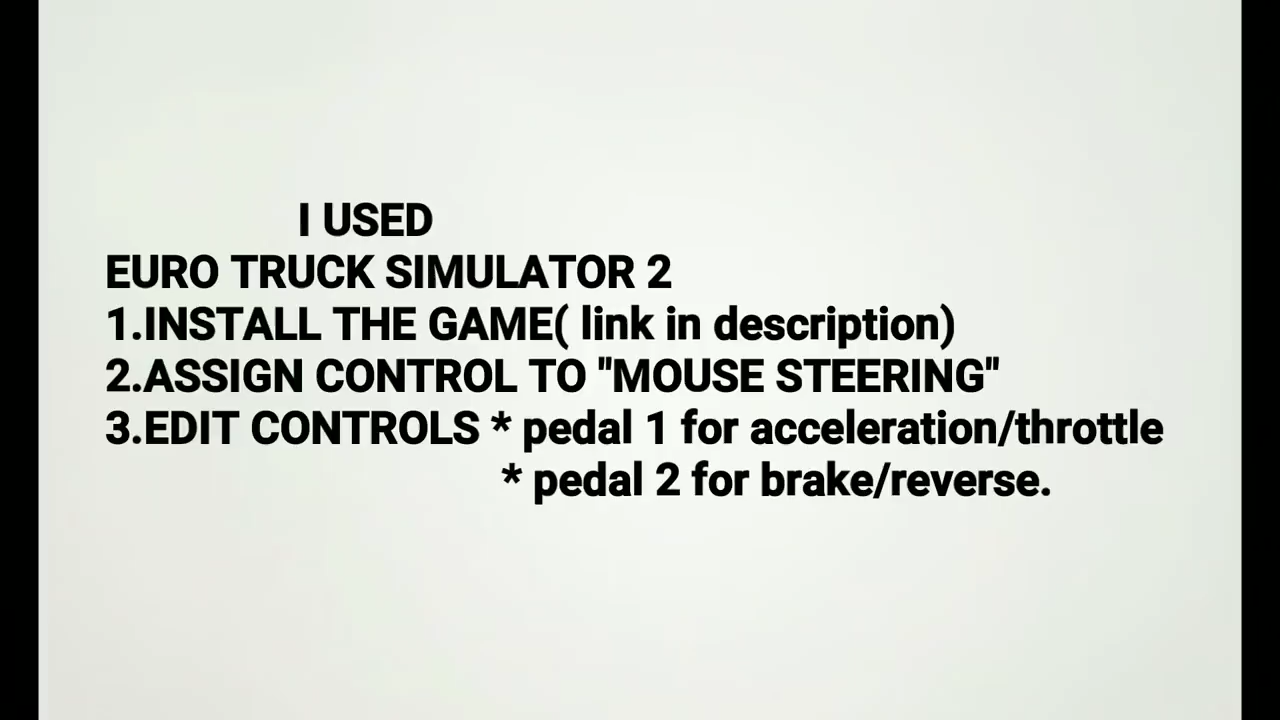 I USED
EURO TRUCK SIMULATOR 2
1.INSTALL THE GAME( link in description)
2.ASSIGN CONTROL TO "MOUSE STEERING"
3.EDIT CONTROLS * pedal 1 for acceleration/throttle
* pedal 2 for brake/reverse.